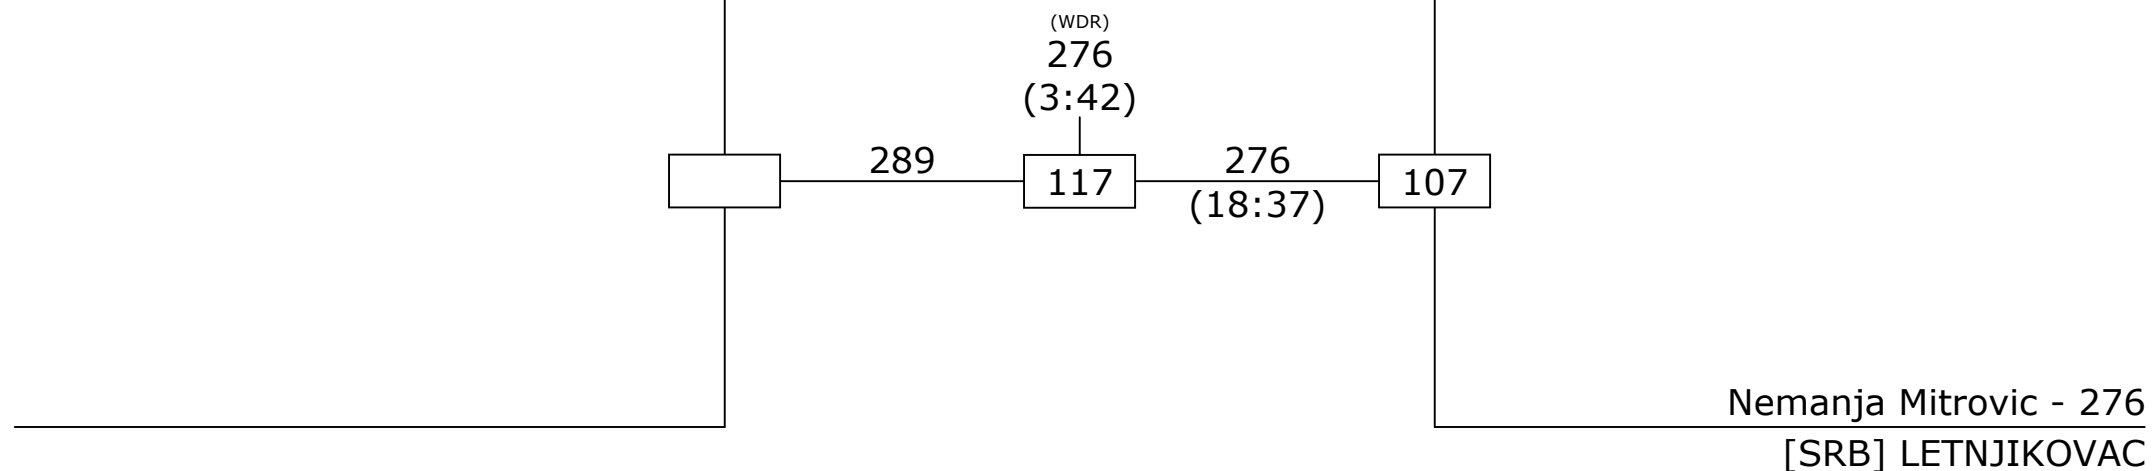 (WDR)
276
(3:42)
289
117
276
107
(18:37)
Nemanja Mitrovic - 276
[SRB] LETNJIKOVAC